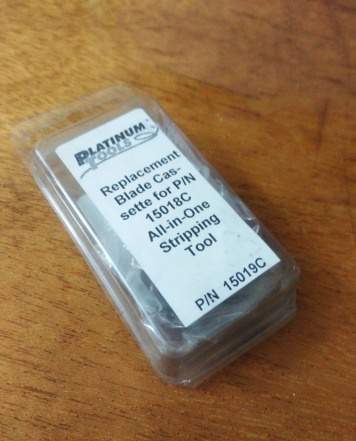 PLATINUM
TOOLS
Replacement
Blade Cas-
sette for P/N
15018C
All-in-One
Stripping
Tool
P/N 15019C